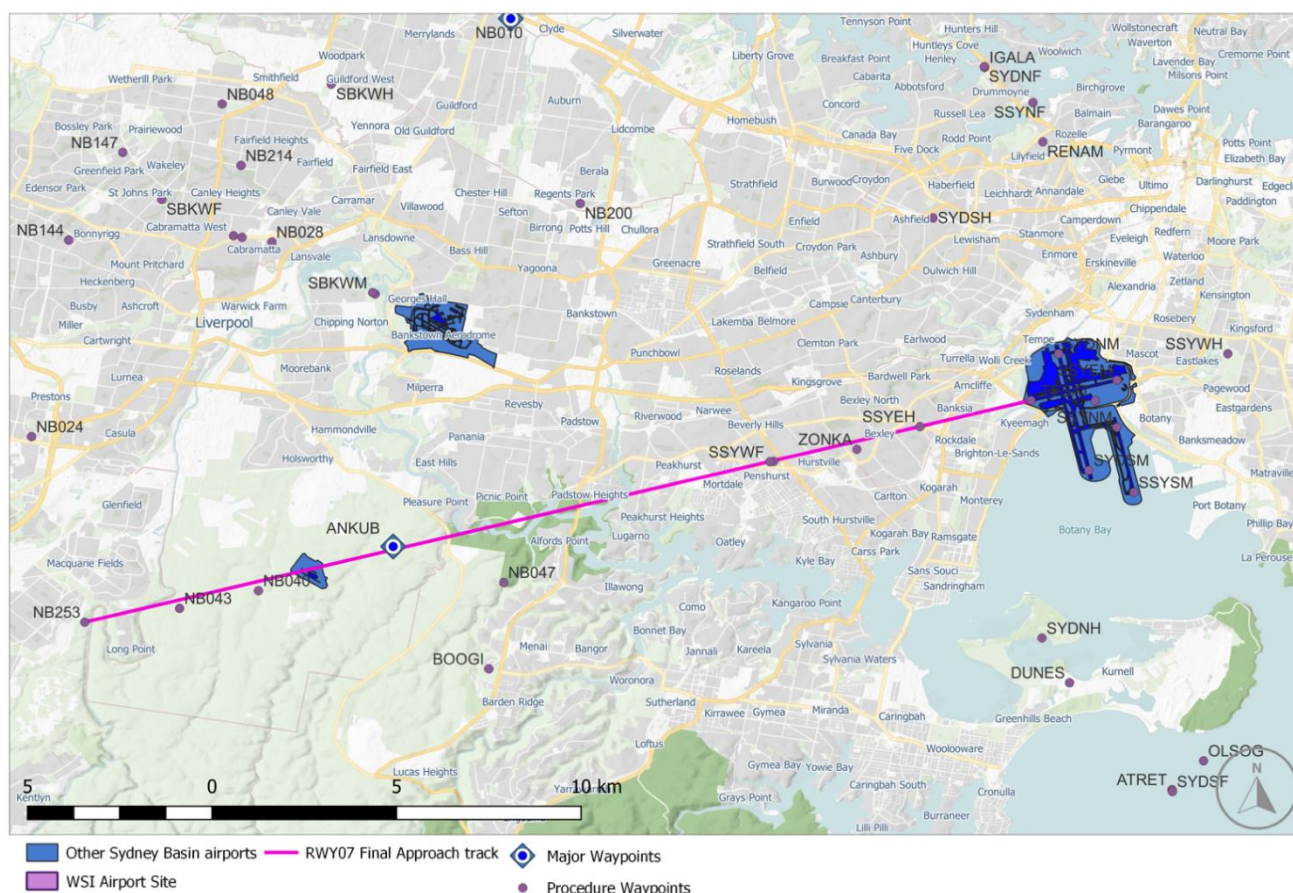 Merrylands
NB010
Clyde
Silverwater
Tennyson Point
Hunters Hill
Longueville
Waverton
Neutral Bay
Woodpark
Liberty Grove
Breakfast Point
Huntleys Cove
Woolwich
Wollstonecraft
Cremorne Point
Wetherill Park
Smithfield
Guildford West
SBKWH
Guildford
Auburn
Cabarita
Henley
IGALA
SYDNF
Lavender Bay
Milsons Point
NB048
Abbotsford
Drummoyne
Birchgrove
Bossley Park
Prairiewood
Yennora
Old Guildford
Lidcombe
Homebush
Concord
Russell Lea
SSYNF
Balmain
Dawes Point
Barangaroo
NB147
Fairfield Heights
Canada Bay
Rodd Point
Rozelle
Greenfield Park
Wakeley
NB214
Fairfield
Fairfield East
Berala
Five Dock
RENAM
Lilyfield
Pyrmont
Potts Point
Elizabeth Bay
Edensor Park
St Johns Park
Canley Heights
Chester Hill
Regents Park
Strathfield
Burwood
Croydon
Haberfield
Leichhardt
Annandale
Glebe
Ultimo
Darlinghurst
SBKWF
Carramar
Villawood
Sefton
NB200
Chippendale
Paddington
NB144
Bonnyrigg
Cabramatta West
Canley Vale
NB028
Birrong
Potts Hill
Chullora
Enfield
Ashfield
SYDSH
Lewisham
Camperdown
Redfern
Moore Park
Cabramatta
Lansvale
Lansdowne
Bass Hill
Strathfield South
Croydon Park
Stanmore
Eveleigh
Surry Hills
Mount Pritchard
Heckenberg
Yagoona
Greenacre
Ashbury
Enmore
Erskineville
Waterloo
Busby
Ashcroft
Warwick Farm
SBKWM
Georges Hall
Belfield
Dulwich Hill
Alexandria
Zetland
Kensington
Miller
Liverpool
Chipping Norton
Bankstown Aerodrome
Bankstown
Lakemba
Belmore
Campsie
Canterbury
Sydenham
Rosebery
Kingsford
Cartwright
Punchbowl
Clemton Park
Earlwood
Tempe
Mascot
SSYWH
Lurnea
Moorebank
Milperra
Roselands
Turrella
Wolli Creek
Eastlakes
Prestons
Revesby
Kingsgrove
Bardwell Park
Arncliffe
Pagewood
NB024
Casula
Hammondville
Padstow
Riverwood
Narwee
Bexley North
Banksia
Kyeemagh
Botany
Eastgardens
Panania
Beverly Hills
SSYEH
Bexley
Rockdale
Banksmeadow
Holsworthy
East Hills
ZONKA
Brighton-Le-Sands
SSYWF
Hurstville
Matraville
Peakhurst
Penshurst
Mortdale
Carlton
Kogarah
Monterey
SSYSM
Glenfield
Pleasure Point
Picnic Point
Padstow Heights
Port Botany
Peakhurst Heights
South Hurstville
Kogarah Bay
Ramsgate
Phillip Bay
ANKUB
Alfords Point
Lugarno
Oatley
Carss Park
Botany Bay
La Perouse
Macquarie Fields
Kyle Bay
Sans Souci
NB040
NB047
Illawong
Sandringham
NB253
NB043
Como
Kangaroo Point
Long Point
Bonnet Bay
Sylvania
SYDNH
Menai
Bangor
Jannali
Kareela
Sylvania Waters
BOOGI
Woronora
DUNES
Kurnell
Barden Ridge
Sutherland
Kirrawee
Gymea
Miranda
Caringbah
Greenhills Beach
Loftus
Woolooware
OLSOG
5 0 5 10 km
Lucas Heights
Gymea Bay
Yowie Bay
Caringbah South
Cronulla
ATRET
SYDSF
N
Kentlyn
Grays Point
Burraneer
Lilli Pilli
Other Sydney Basin airports
RWY07 Final Approach track
Major Waypoints
WSI Airport Site
Procedure Waypoints